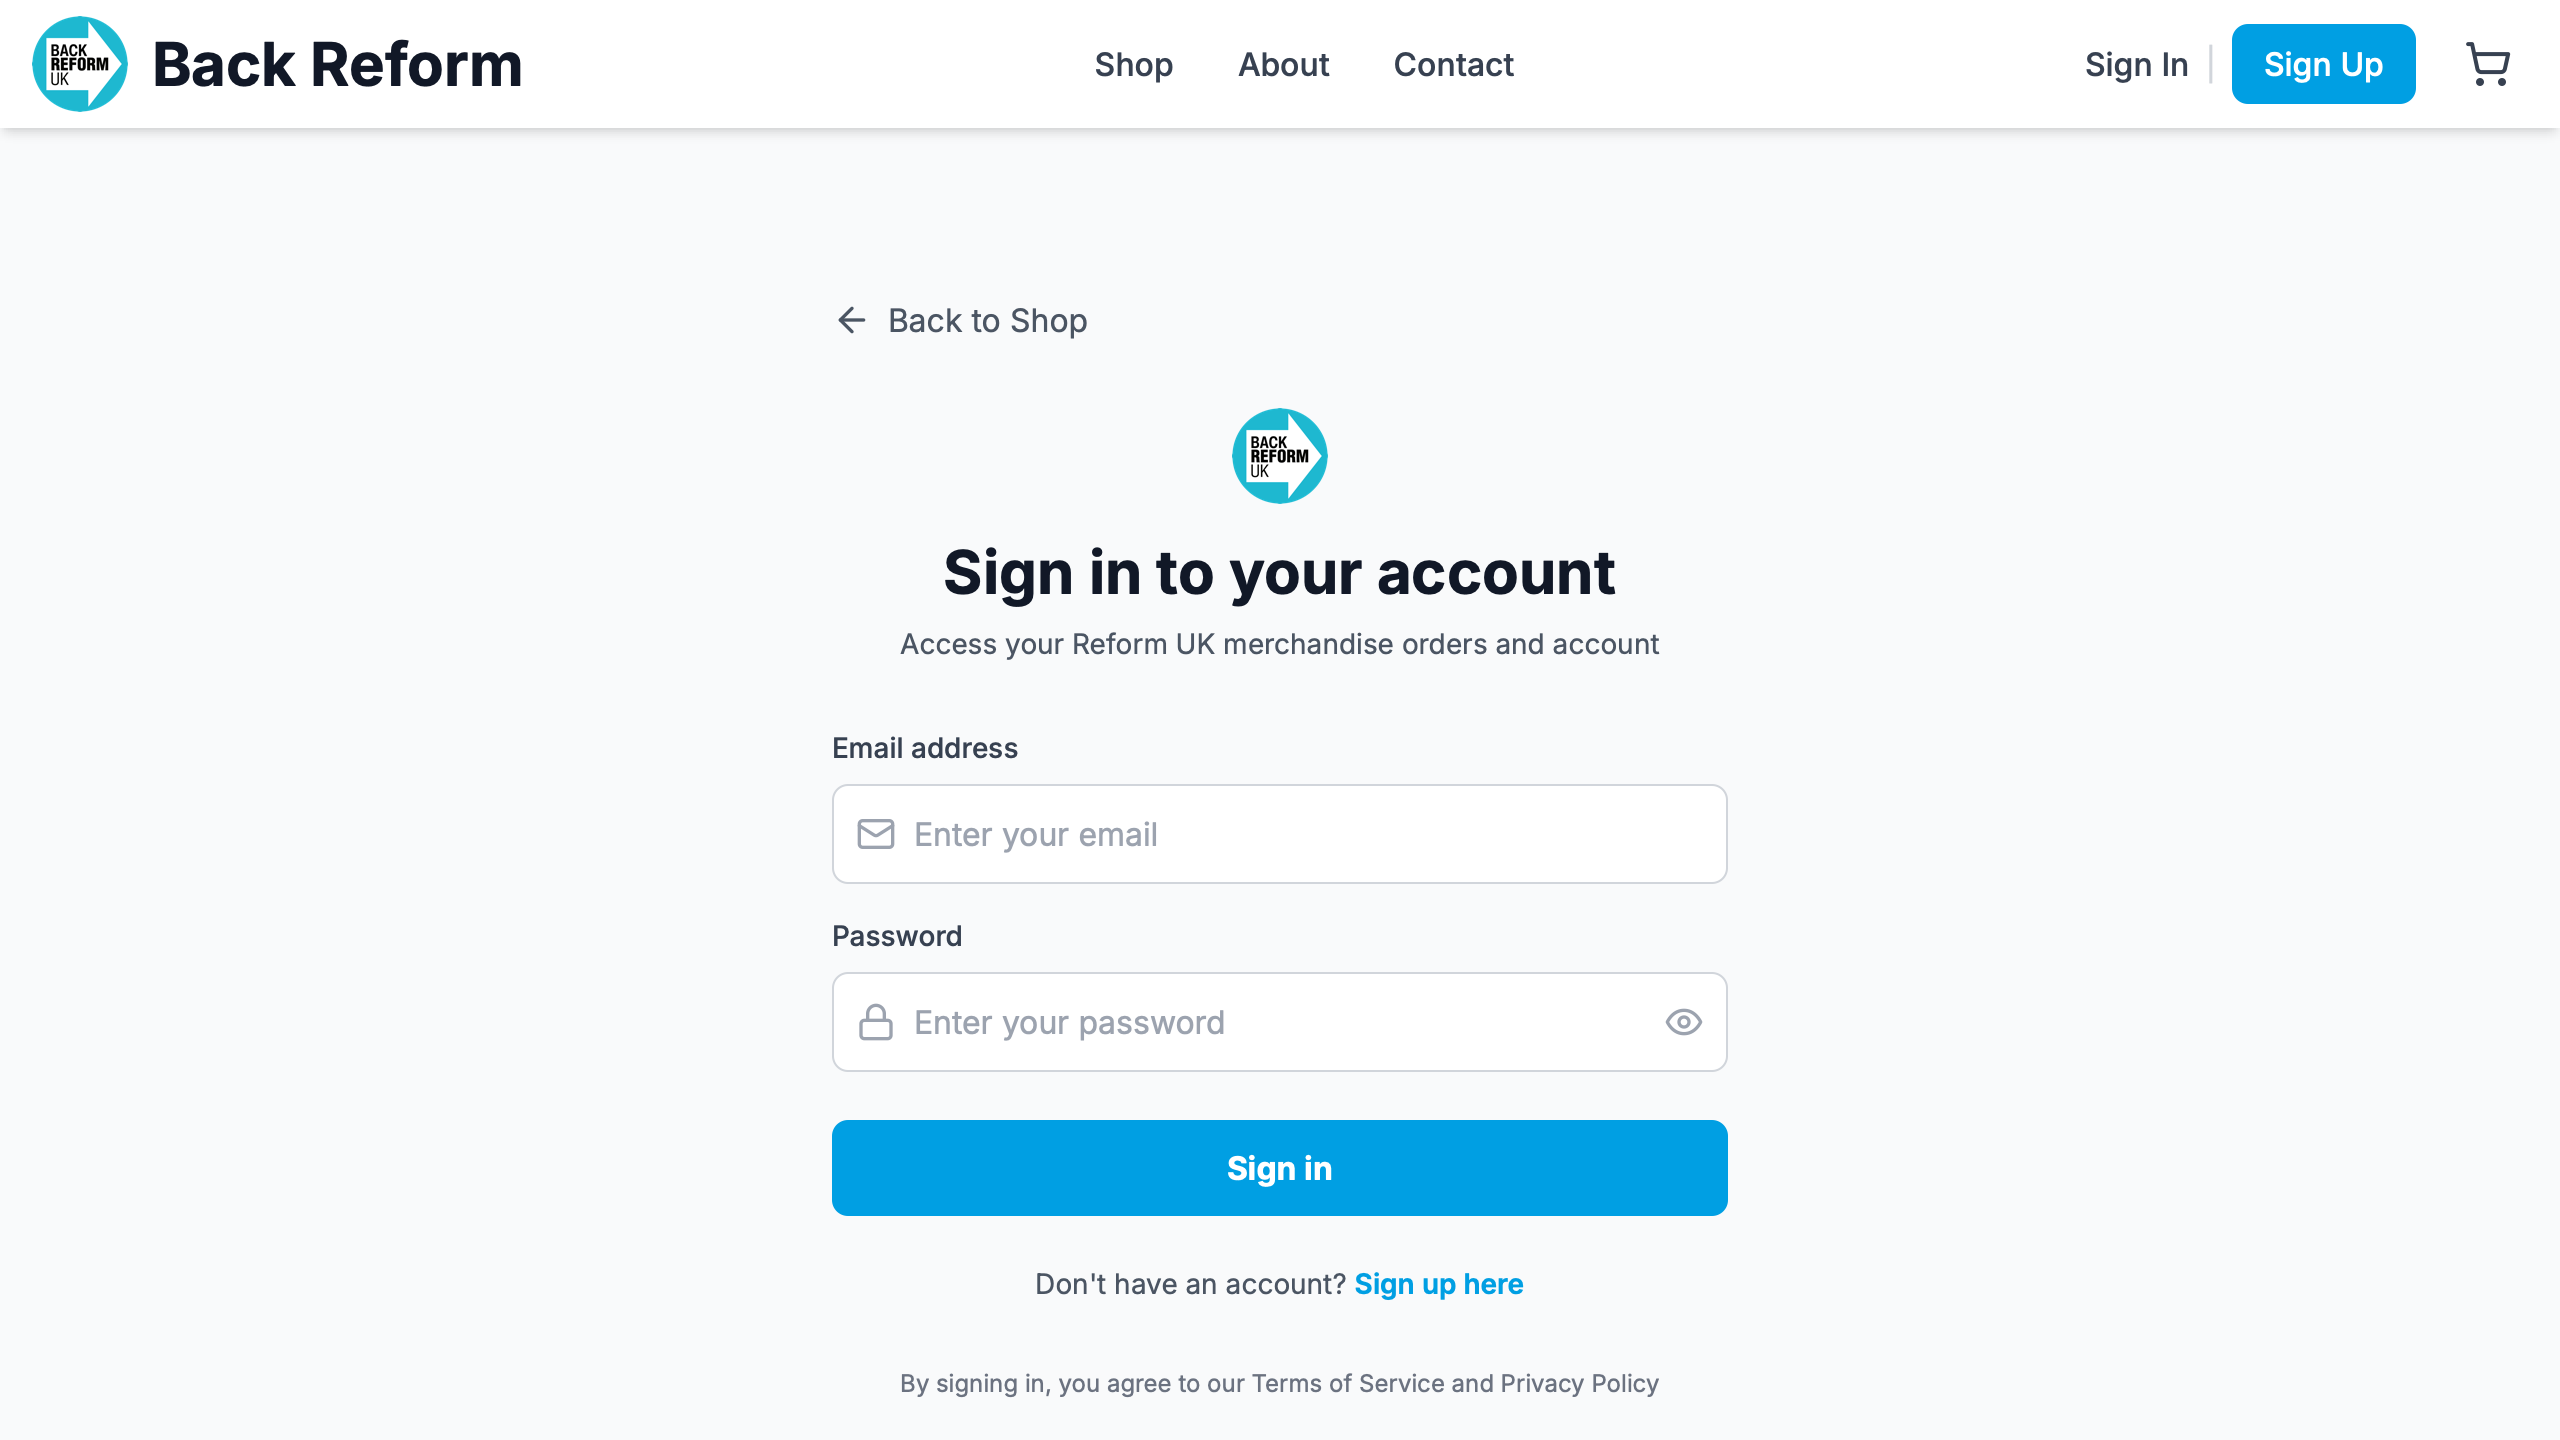 BACK
REFORM
UK
Back Reform
Shop
About
Contact
Sign In
Sign Up
Back to Shop
BACK
REFORM
UK
Sign in to your account
Access your Reform UK merchandise orders and account
Email address
Enter your email
Password
Enter your password
Sign in
Don't have an account? Sign up here
By signing in, you agree to our Terms of Service and Privacy Policy